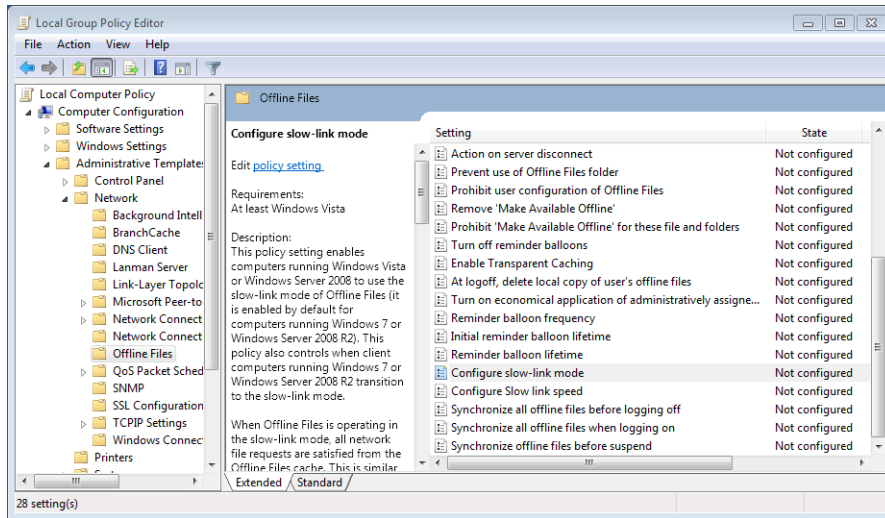 Local Group Policy Editor
File Action View Help
Local Computer Policy
Computer Configuration
Software Settings
Windows Settings
Administrative Template
Control Panel
Network
Background Intell
BranchCache
DNS Client
Lanman Server
Link-Layer Topolc
Microsoft Peer-to
Network Connect
Network Connect
Offline Files
QoS Packet Sched
SNMP
SSL Configuration
TCPIP Settings
Windows Connec
Printers
Offline Files
Configure slow-link mode
Edit policy setting
Requirements:
At least Windows Vista
Description:
This policy setting enables
computers running Windows Vista
or Windows Server 2008 to use the
slow-link mode of Offline Files (it
is enabled by default for
computers running Windows 7 or
Windows Server 2008 R2). This
policy also controls when client
computers running Windows 7 or
Windows Server 2008 R2 transition
to the slow-link mode.
When Offline Files is operating in
the slow-link mode, all network
file requests are satisfied from the
Offline Files cache. This is similar
Setting State
Action on server disconnect Not configured
Prevent use of Offline Files folder Not configured
Prohibit user configuration of Offline Files Not configured
Remove 'Make Available Offline' Not configured
Prohibit 'Make Available Offline' for these file and folders Not configured
Turn off reminder balloons Not configured
Enable Transparent Caching Not configured
At logoff, delete local copy of user's offline files Not configured
Turn on economical application of administratively assigne... Not configured
Reminder balloon frequency Not configured
Initial reminder balloon lifetime Not configured
Reminder balloon lifetime Not configured
Configure slow-link mode Not configured
Configure Slow link speed Not configured
Synchronize all offline files before logging off Not configured
Synchronize all offline files when logging on Not configured
Synchronize offline files before suspend Not configured
Extended Standard
28 setting(s)